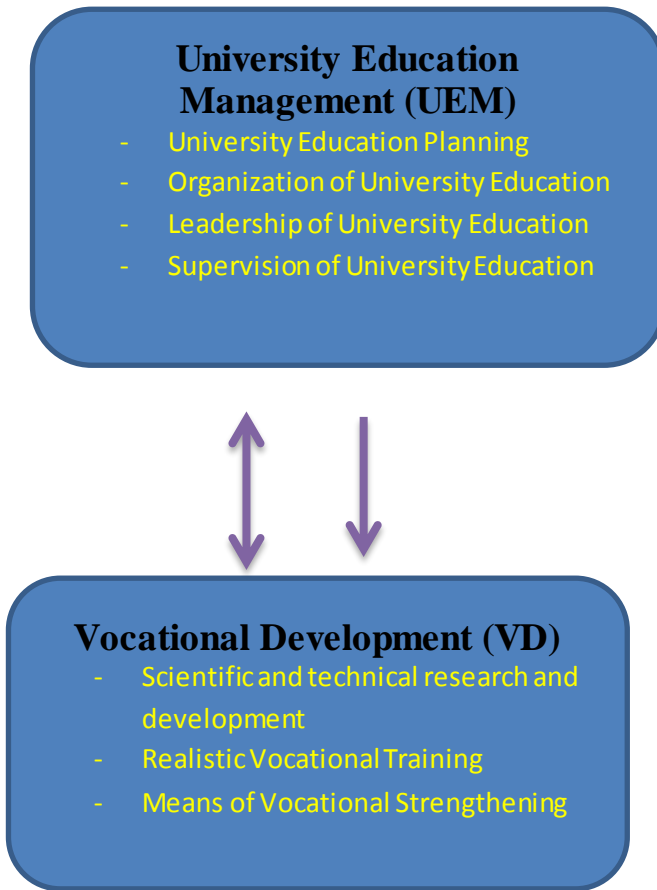 University Education
Management (UEM)
- University Education Planning
- Organization of University Education
- Leadership of University Education
- Supervision of University Education
Vocational Development (VD)
- Scientific and technical research and
development
- Realistic Vocational Training
- Means of Vocational Strengthening